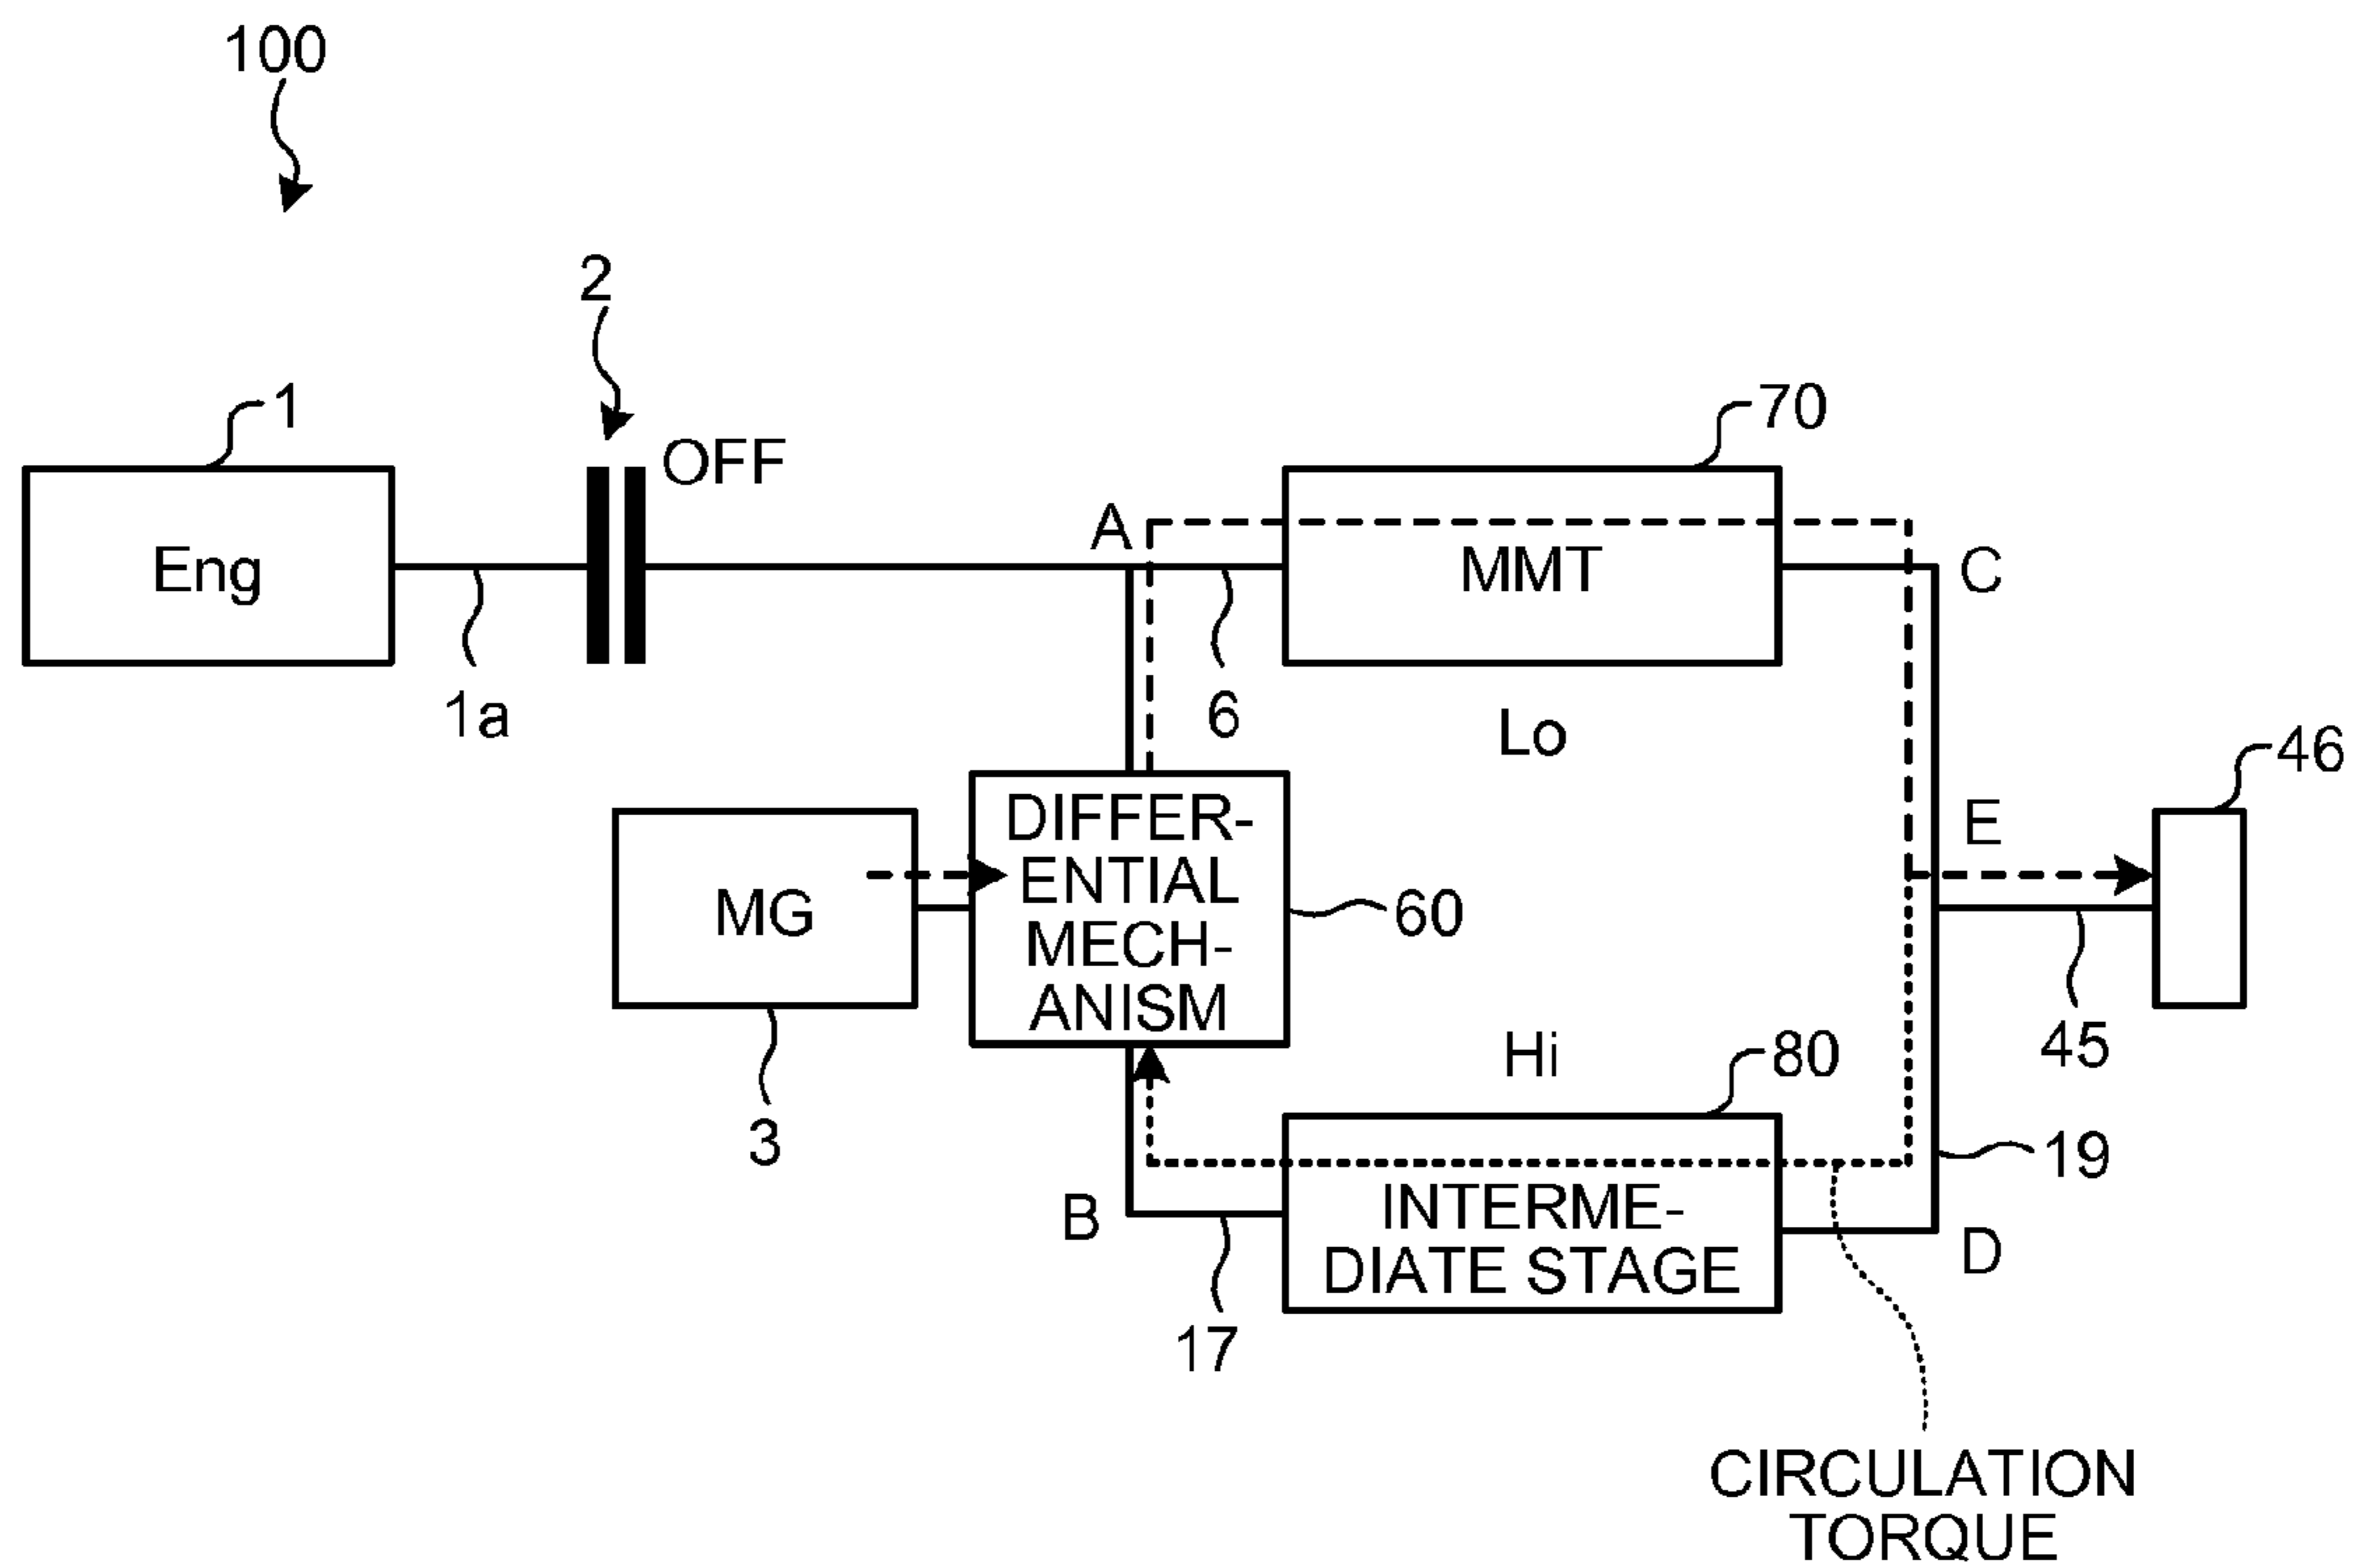 100
2
1
OFF
70
A
Eng
MMT
C
1a
6
Lo
46
DIFFER-
ENTIAL
MECH-
ANISM
E
MG
60
Hi
80
45
3
19
B
INTERME-
DIATE STAGE
D
17
CIRCULATION
TORQUE